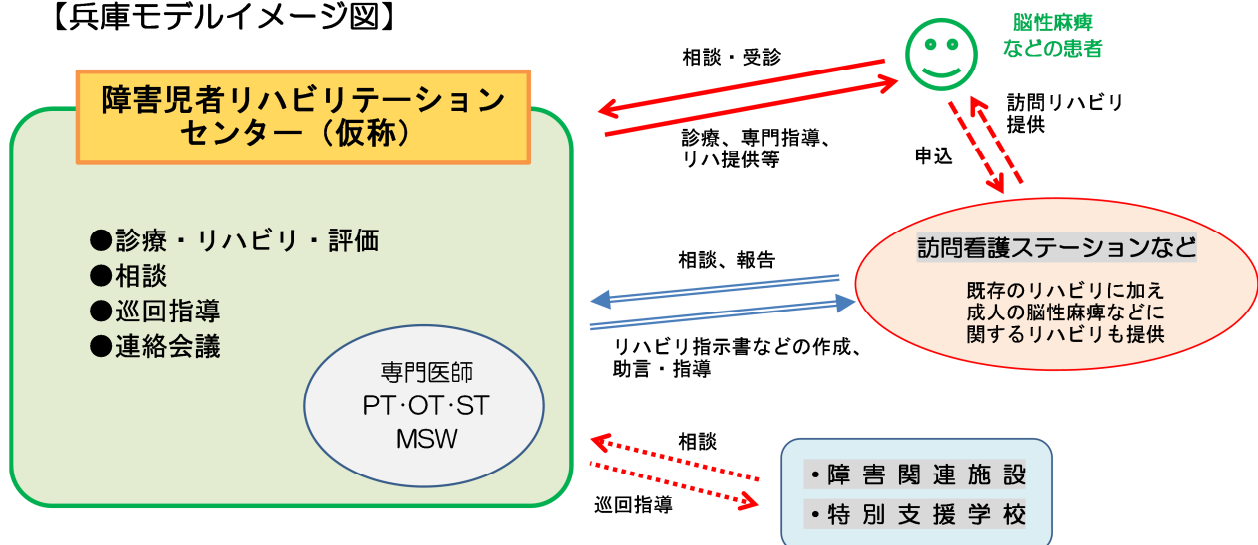 【兵庫モデルイメージ図】
障害児者リハビリテーション
センター（仮称）
●診療・リハビリ・評価
●相談
●巡回指導
●連絡会議
専門医師
PT･OT･ST
MSW
相談・受診
診療、専門指導、
リハ提供等
脳性麻痺
などの患者
訪問リハビリ
提供
申込
相談、報告
リハビリ指示書などの作成、
助言・指導
訪問看護ステーションなど
既存のリハビリに加え
成人の脳性麻痺などに
関するリハビリも提供
相談
巡回指導
・障害関連施設
・特別支援学校